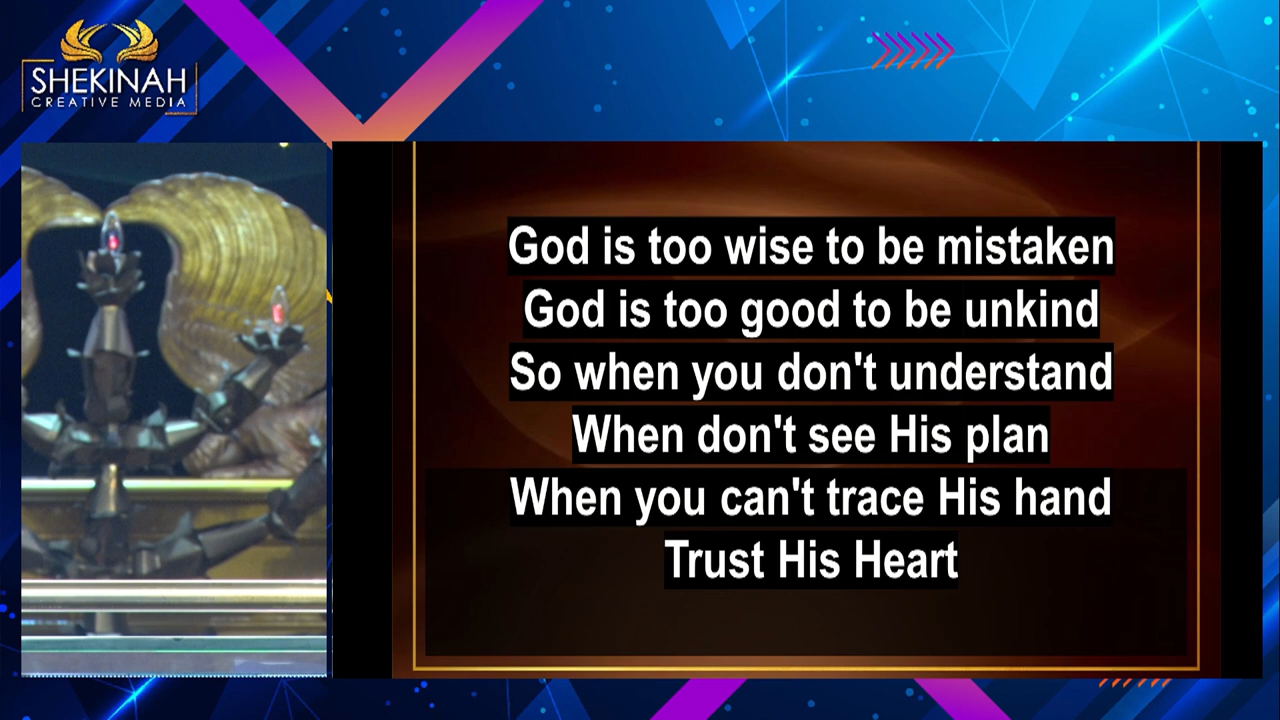 SHEKINAH
CREATIVE MEDIA
God is too wise to be mistaken
God is too good to be unkind
So when you don't understand
When don't see His plan
When you can't trace His hand
Trust His Heart